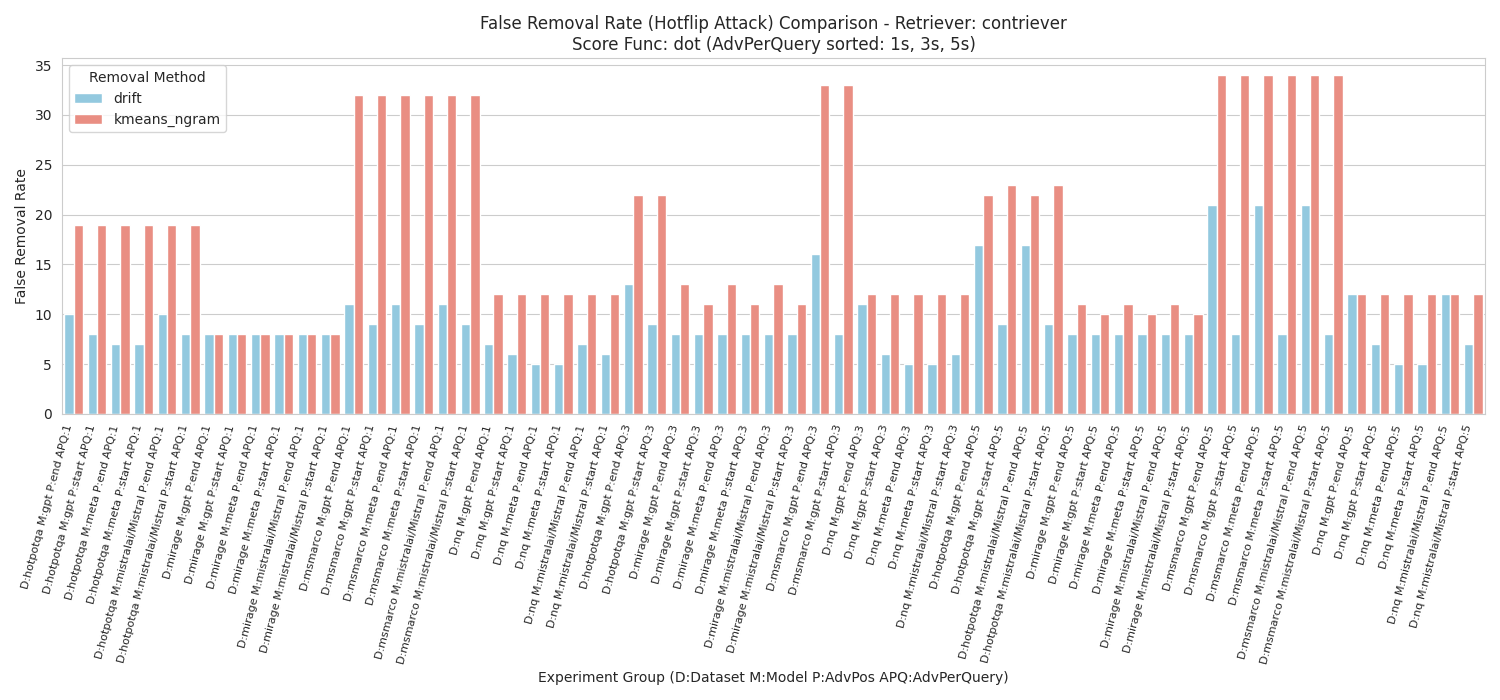 False Removal Rate (Hotflip Attack) Comparison - Retriever: contriever
Score Func: dot (AdvPerQuery sorted: 1s, 3s, 5s)
False Removal Rate
35
30
25
20
15
10
5
0
Removal Method
drift
kmeans_ngram
D:hotpotqa M:gpt P:end APQ:1
D:hotpotqa M:gpt P:start APQ:1
D:hotpotqa M:meta P:end APQ:1
D:hotpotqa M:meta P:start APQ:1
D:hotpotqa M:mistralai/Mistral P:end APQ:1
D:hotpotqa M:mistralai/Mistral P:start APQ:1
D:mirage M:gpt P:end APQ:1
D:mirage M:gpt P:start APQ:1
D:mirage M:meta P:end APQ:1
D:mirage M:meta P:start APQ:1
D:mirage M:mistralai/Mistral P:end APQ:1
D:mirage M:mistralai/Mistral P:start APQ:1
D:msmarco M:gpt P:end APQ:1
D:msmarco M:gpt P:start APQ:1
D:msmarco M:meta P:end APQ:1
D:msmarco M:meta P:start APQ:1
D:msmarco M:mistralai/Mistral P:end APQ:1
D:msmarco M:mistralai/Mistral P:start APQ:1
D:nq M:gpt P:end APQ:1
D:nq M:gpt P:start APQ:1
D:nq M:meta P:end APQ:1
D:nq M:meta P:start APQ:1
D:nq M:mistralai/Mistral P:end APQ:1
D:nq M:mistralai/Mistral P:start APQ:1
D:hotpotqa M:gpt P:end APQ:3
D:hotpotqa M:gpt P:start APQ:3
D:mirage M:gpt P:end APQ:3
D:mirage M:gpt P:start APQ:3
D:mirage M:meta P:end APQ:3
D:mirage M:meta P:start APQ:3
D:mirage M:mistralai/Mistral P:end APQ:3
D:mirage M:mistralai/Mistral P:start APQ:3
D:msmarco M:gpt P:end APQ:3
D:msmarco M:gpt P:start APQ:3
D:nq M:gpt P:end APQ:3
D:nq M:gpt P:start APQ:3
D:nq M:meta P:end APQ:3
D:nq M:meta P:start APQ:3
D:nq M:mistralai/Mistral P:start APQ:3
D:hotpotqa M:gpt P:end APQ:5
D:hotpotqa M:gpt P:start APQ:5
D:hotpotqa M:mistralai/Mistral P:end APQ:5
D:hotpotqa M:mistralai/Mistral P:start APQ:5
D:mirage M:gpt P:end APQ:5
D:mirage M:gpt P:start APQ:5
D:mirage M:meta P:end APQ:5
D:mirage M:meta P:start APQ:5
D:mirage M:mistralai/Mistral P:end APQ:5
D:mirage M:mistralai/Mistral P:start APQ:5
D:msmarco M:gpt P:end APQ:5
D:msmarco M:gpt P:start APQ:5
D:msmarco M:meta P:end APQ:5
D:msmarco M:meta P:start APQ:5
D:msmarco M:mistralai/Mistral P:end APQ:5
D:msmarco M:mistralai/Mistral P:start APQ:5
D:nq M:gpt P:end APQ:5
D:nq M:gpt P:start APQ:5
D:nq M:meta P:end APQ:5
D:nq M:meta P:start APQ:5
D:nq M:mistralai/Mistral P:end APQ:5
D:nq M:mistralai/Mistral P:start APQ:5
Experiment Group (D:Dataset M:Model P:AdvPos APQ:AdvPerQuery)